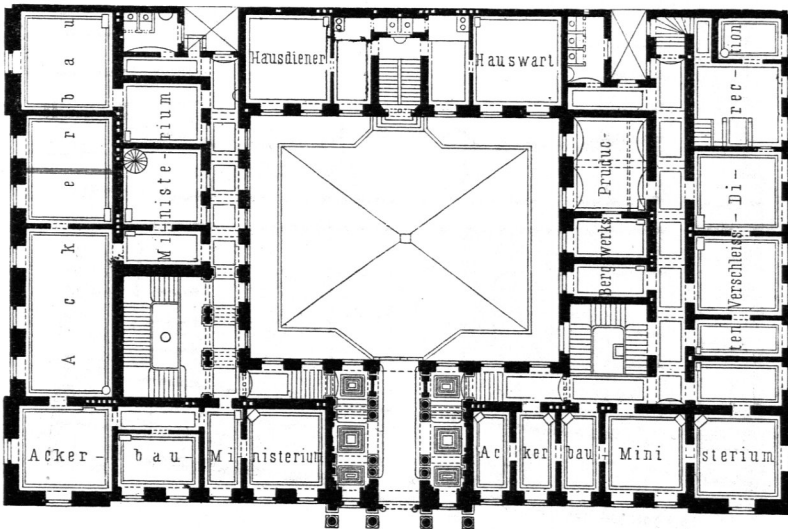 Hausdiener
Hauswart
Ackerbau
Ministerium
Bergwerks
Pruduc-
ten
Verschleiss
-Di-
rec-
tion
Acker-
bau-
Mi-
nisterium
Ac
ker
bau-
Mini
sterium